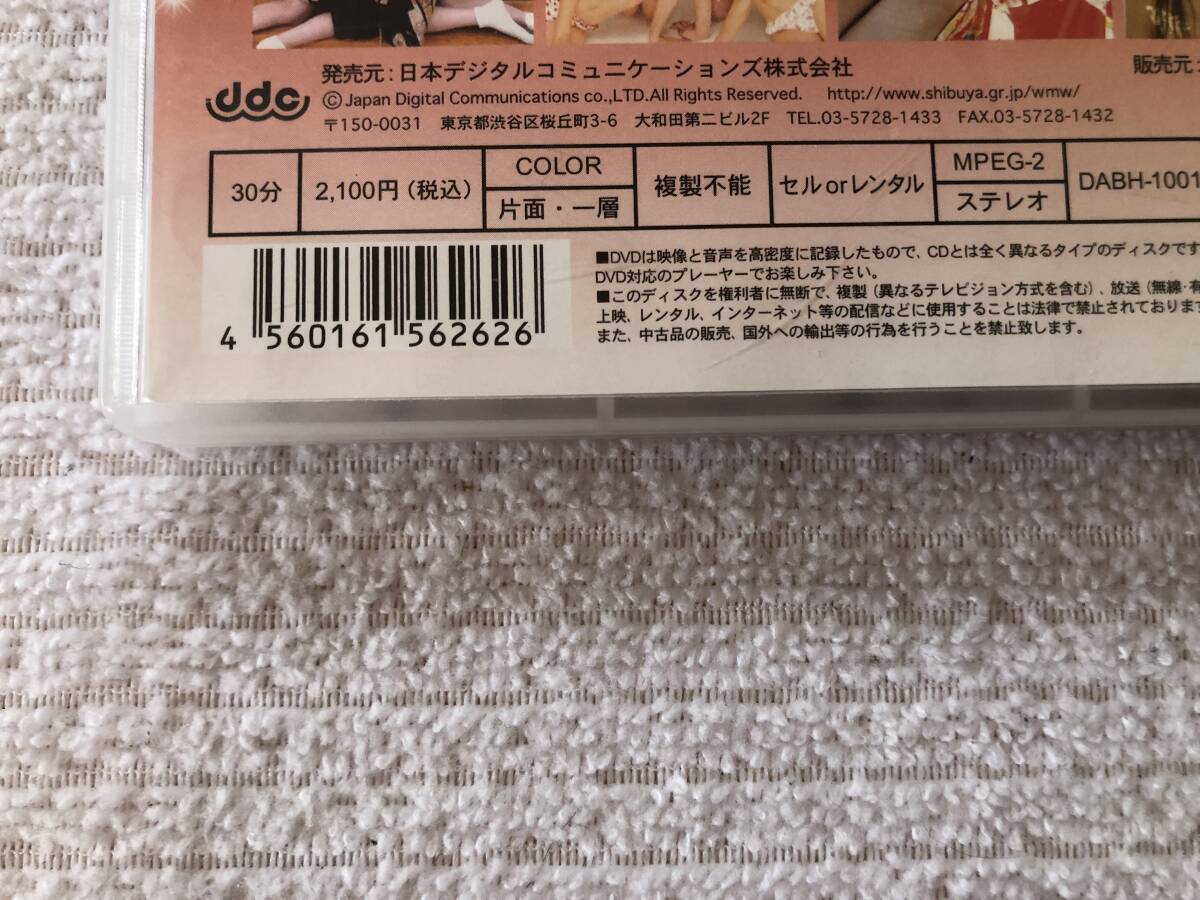 発売元:日本デジタルコミュニケーションズ株式会社
販売元:
ddc
©Japan Digital Communications co.,LTD.All Rights Reserved. http://www.shibuya.gr.jp/wmw/
〒150-0031 東京都渋谷区桜丘町3-6 大和田第二ビル2F TEL.03-5728-1433 FAX.03-5728-1432
30分
2,100円(税込)
COLOR
片面・一層
複製不能
セルorレンタル
MPEG-2
ステレオ
DABH-1001
■DVDは映像と音声を高密度に記録したもので、CDとは全く異なるタイプのディスクです
DVD対応のプレーヤーでお楽しみ下さい。
■このディスクを権利者に無断で、複製(異なるテレビジョン方式を含む)、放送(無線・有
上映、レンタル、インターネット等の配信などに使用することは法律で禁止されております
また、中古品の販売、国外への輸出等の行為を行うことを禁止致します。
4 560161 562626